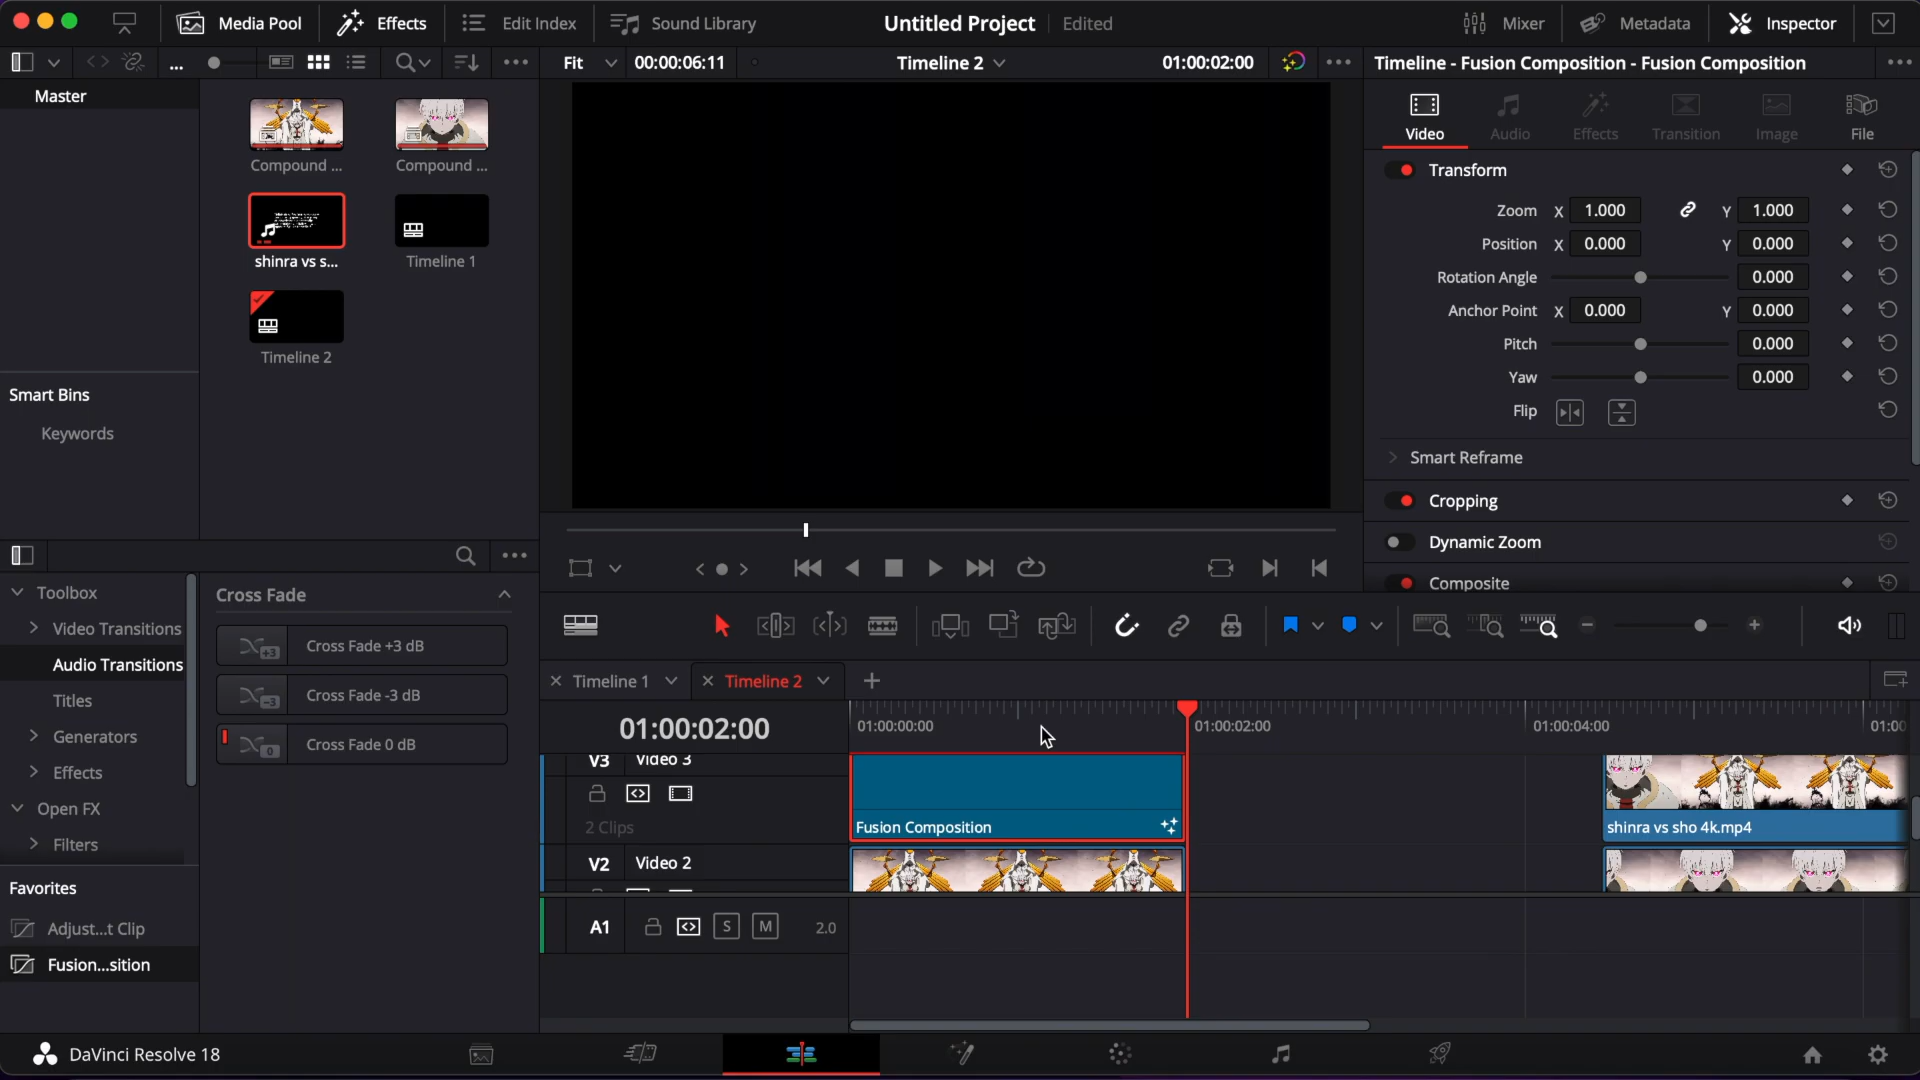 Media Pool
Effects
Edit Index
Sound Library
Untitled Project
Edited
Mixer
Metadata
Inspector
Fit
00:00:06:11
Timeline 2
01:00:02:00
Timeline - Fusion Composition - Fusion Composition
Master
Compound ...
Compound ...
shinra vs s...
Timeline 1
Timeline 2
Smart Bins
Keywords
Video
Audio
Effects
Transition
Image
File
Transform
Zoom X 1.000 Y 1.000
Position X 0.000 Y 0.000
Rotation Angle 0.000
Anchor Point X 0.000 Y 0.000
Pitch 0.000
Yaw 0.000
Flip
Smart Reframe
Cropping
Dynamic Zoom
Composite
Toolbox
Video Transitions
Audio Transitions
Titles
Generators
Effects
Open FX
Filters
Favorites
Adjust...t Clip
Fusion...sition
Cross Fade
+3 Cross Fade +3 dB
-3 Cross Fade -3 dB
0 Cross Fade 0 dB
Timeline 1
Timeline 2
01:00:02:00
01:00:00:00
01:00:02:00
01:00:04:00
01:00
V3 Video 3
2 Clips
Fusion Composition
shinra vs sho 4k.mp4
V2 Video 2
A1 S M 2.0
DaVinci Resolve 18